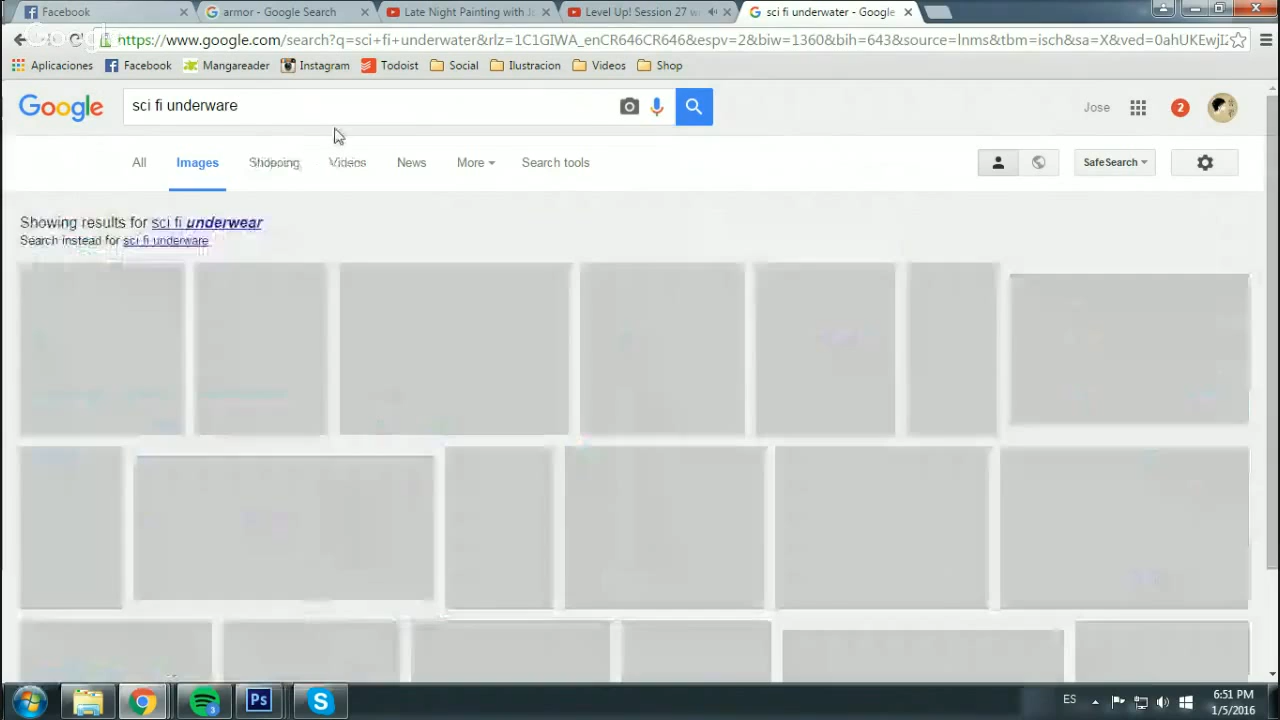 Facebook
armor - Google Search
Late Night Painting with Ja
Level Up! Session 27 w
sci fi underwater - Google
https://www.google.com/search?q=sci+fi+underwater&rlz=1C1GIWA_enCR646CR646&espv=2&biw=1360&bih=643&source=lnms&tbm=isch&sa=X&ved=0ahUKEwjI
Aplicaciones
Facebook
Mangareader
Instagram
Todoist
Social
Ilustracion
Videos
Shop
Google
sci fi underware
Jose
2
All
Images
Shopping
Videos
News
More
Search tools
SafeSearch
Showing results for sci fi underwear
Search instead for sci fi underware
3
Ps
ES
6:51 PM
1/5/2016